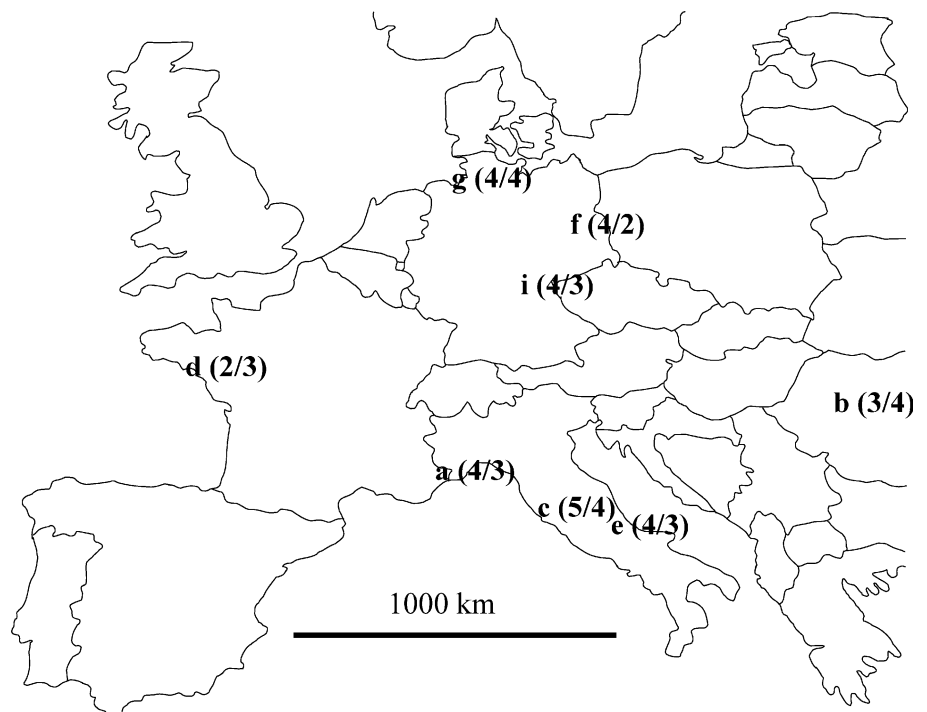 g (4/4)
f (4/2)
i (4/3)
d (2/3)
b (3/4)
a (4/3)
c (5/4)
e (4/3)
1000 km